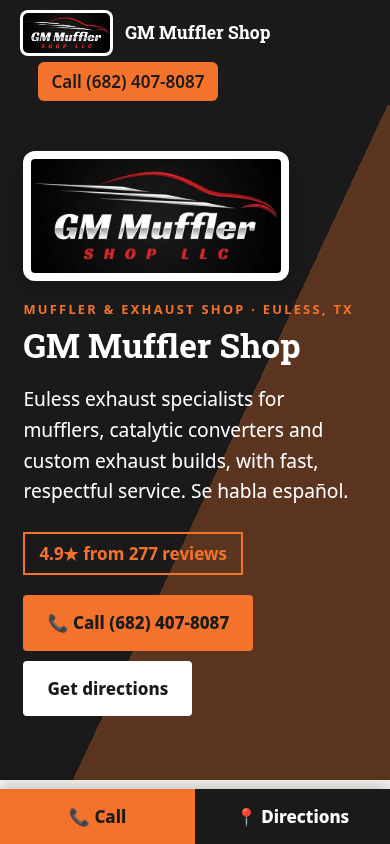 GM Muffler
SHOP LLC
GM Muffler Shop
Call (682) 407-8087
GM Muffler
SHOP LLC
MUFFLER & EXHAUST SHOP · EULESS, TX
GM Muffler Shop
Euless exhaust specialists for
mufflers, catalytic converters and
custom exhaust builds, with fast,
respectful service. Se habla español.
4.9★ from 277 reviews
📞 Call (682) 407-8087
Get directions
📞 Call
📍 Directions